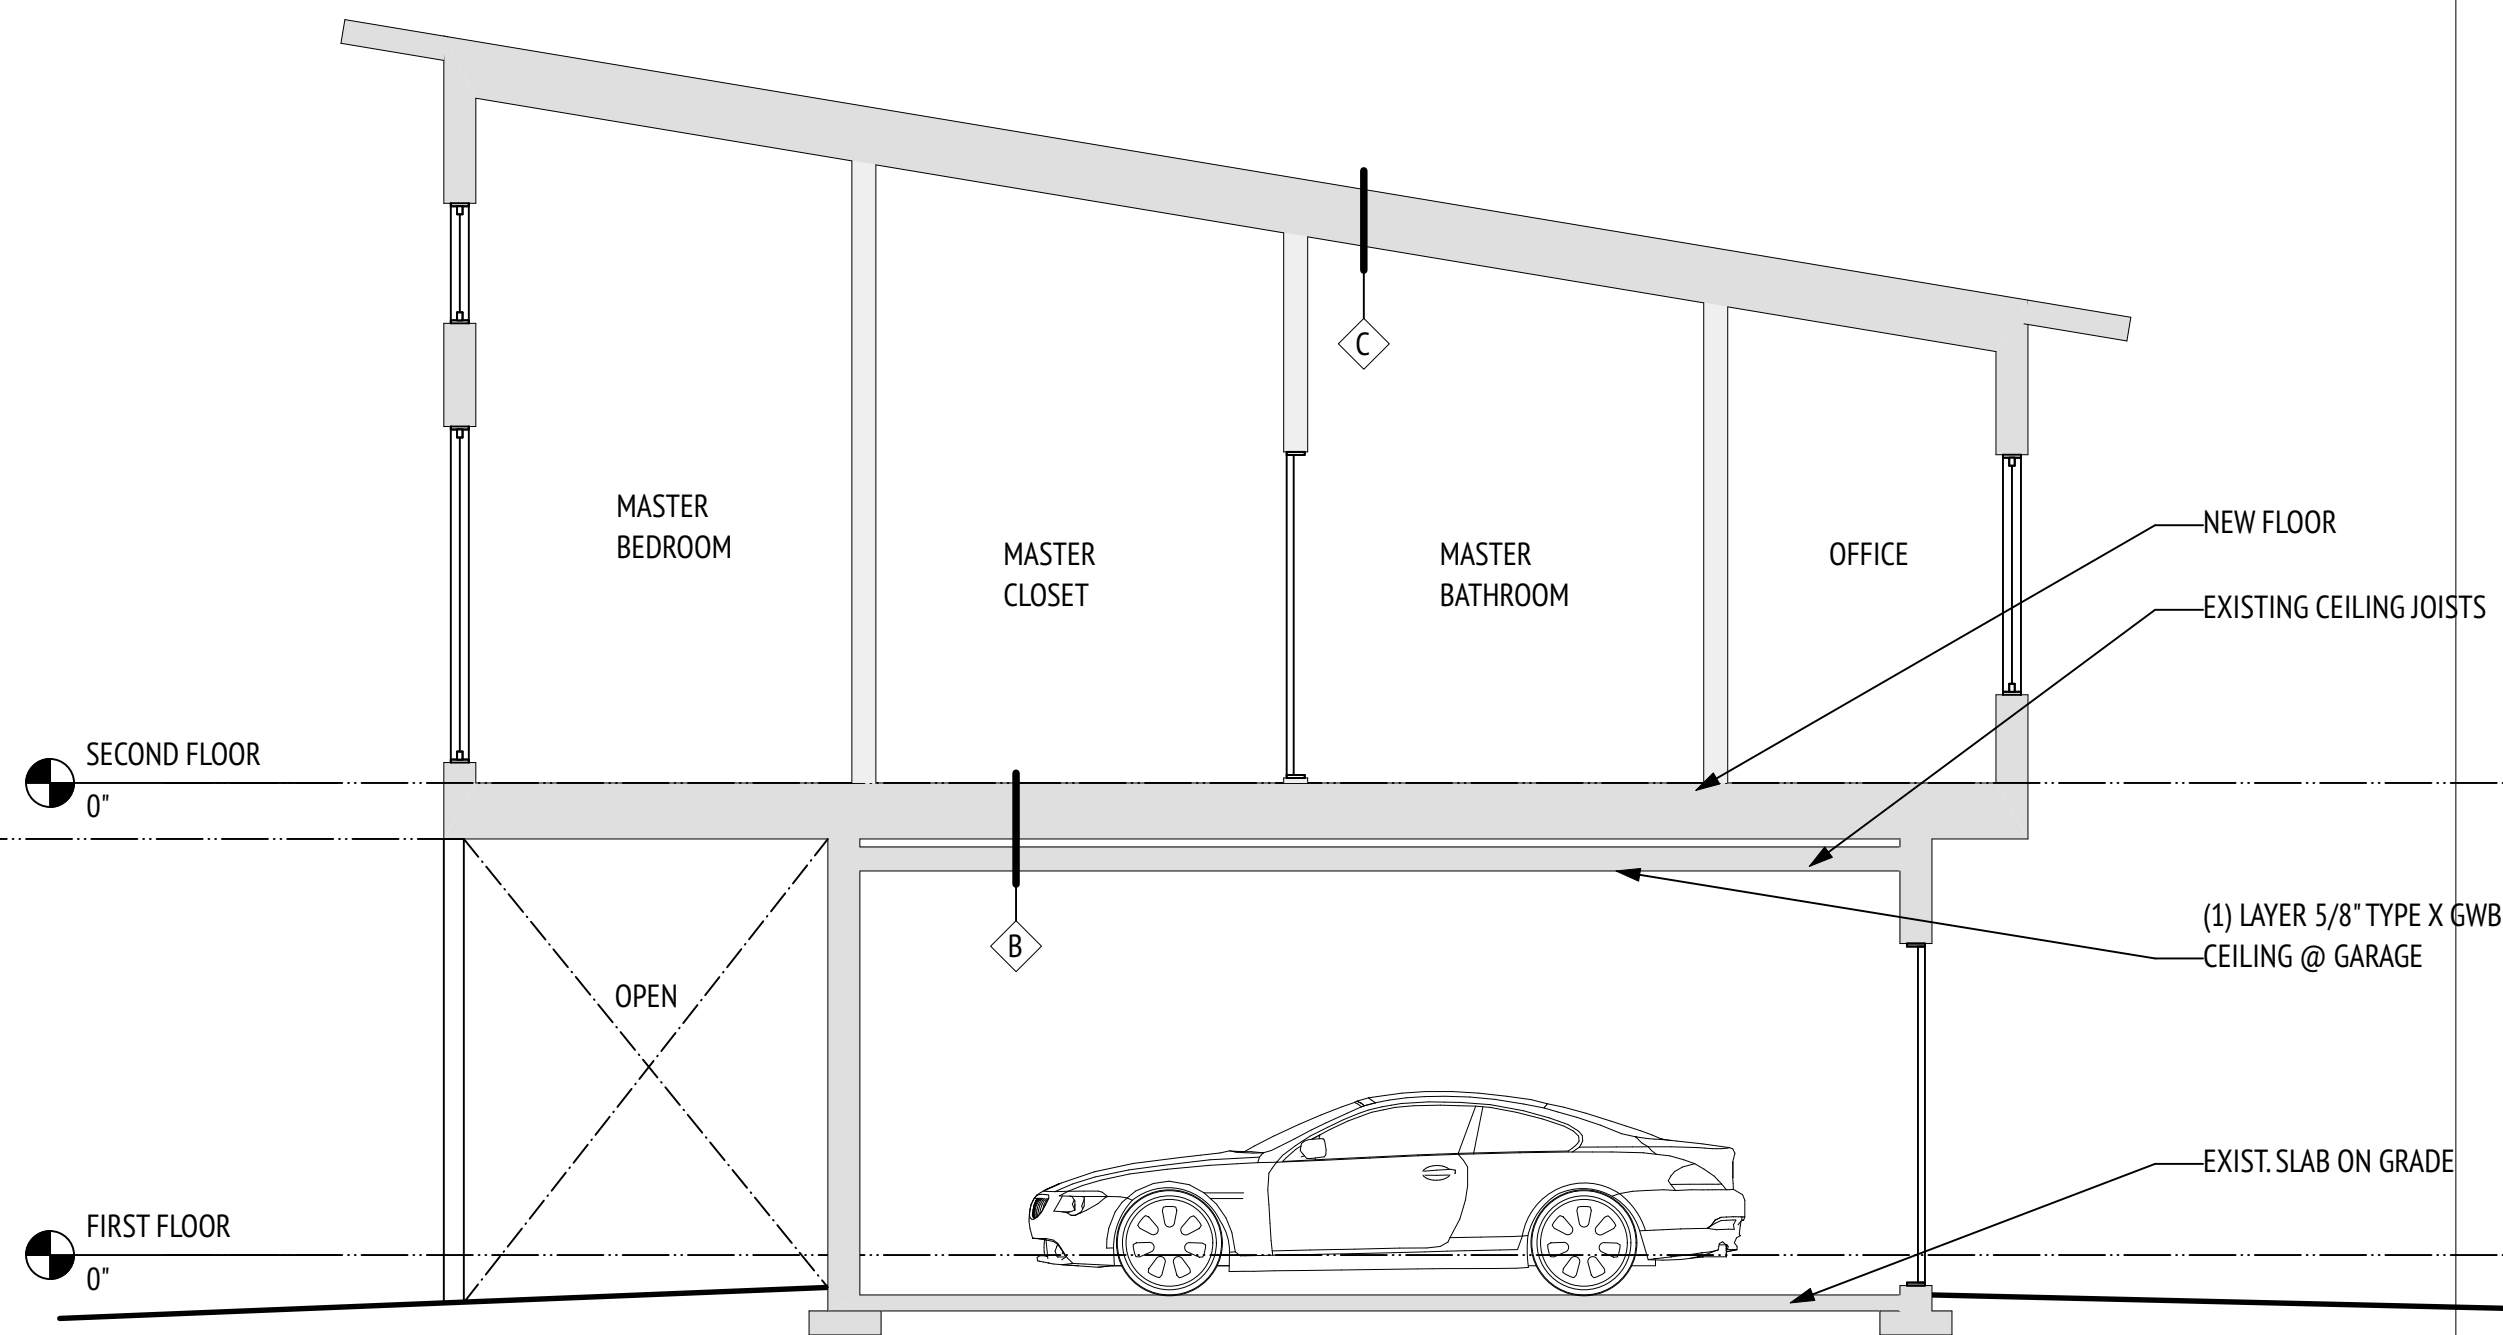 C
MASTER
BEDROOM
MASTER
CLOSET
MASTER
BATHROOM
OFFICE
NEW FLOOR
EXISTING CEILING JOISTS
SECOND FLOOR
0"
B
(1) LAYER 5/8" TYPE X GWB
CEILING @ GARAGE
OPEN
EXIST. SLAB ON GRADE
FIRST FLOOR
0"